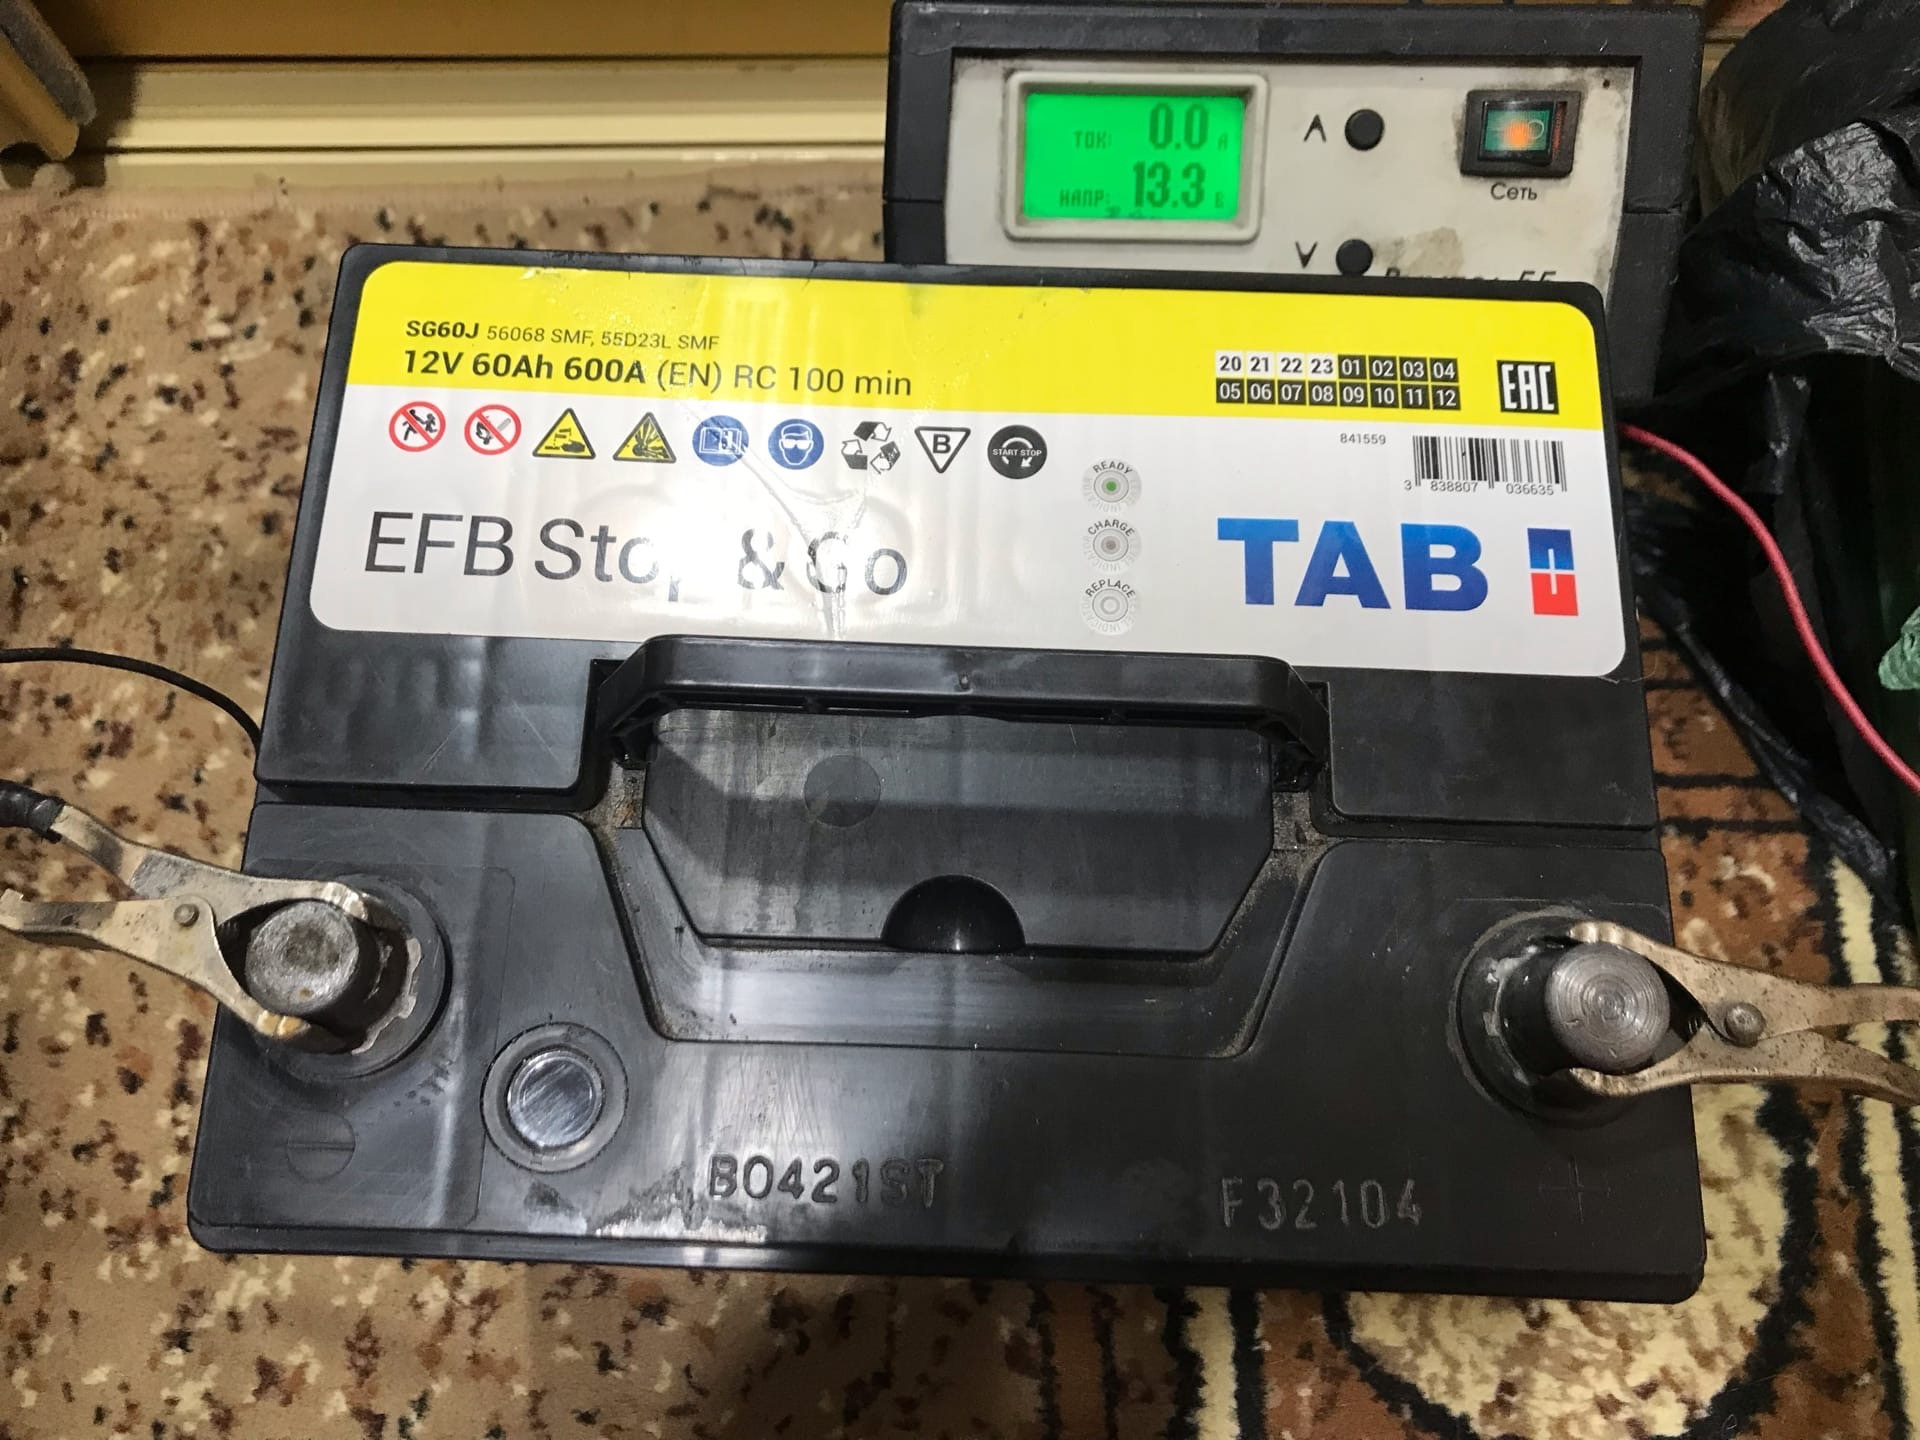 ТОК: 0.0 А
НАПР: 13.3 В
Сеть
55
SG60J 56068 SMF, 55D23L SMF
12V 60Ah 600A (EN) RC 100 min
20 21 22 23 01 02 03 04
05 06 07 08 09 10 11 12
EAC
B
START STOP
841559
3 838807 036635
READY
CHARGE
REPLACE
EFB Stop & Go
TAB
B0421ST
F32104